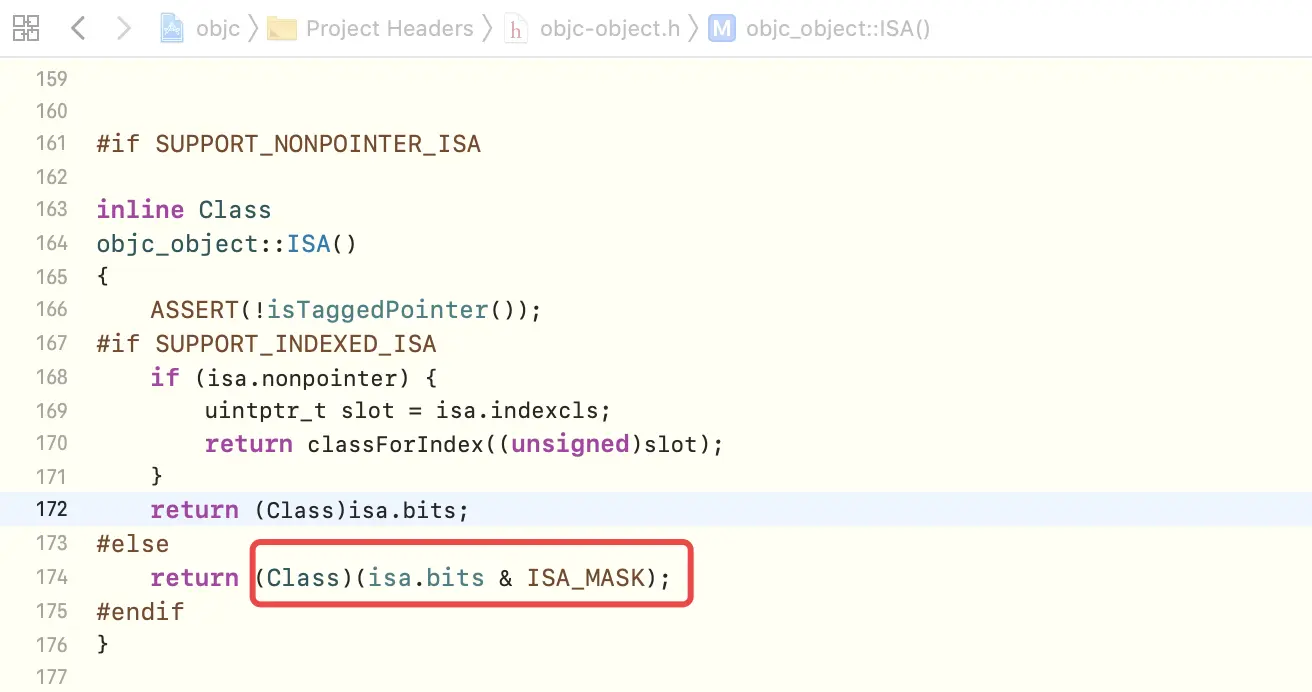 objc Project Headers h objc-object.h M objc_object::ISA()
159
160
161 #if SUPPORT_NONPOINTER_ISA
162
163 inline Class
164 objc_object::ISA()
165 {
166 ASSERT(!isTaggedPointer());
167 #if SUPPORT_INDEXED_ISA
168 if (isa.nonpointer) {
169 uintptr_t slot = isa.indexcls;
170 return classForIndex((unsigned)slot);
171 }
172 return (Class)isa.bits;
173 #else
174 return (Class)(isa.bits & ISA_MASK);
175 #endif
176 }
177